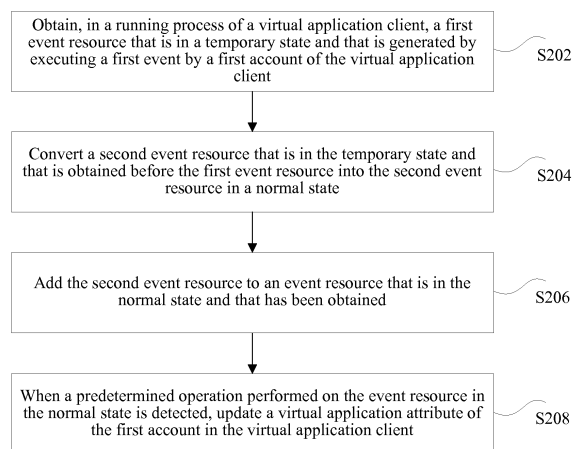 Obtain, in a running process of a virtual application client, a first
event resource that is in a temporary state and that is generated by
executing a first event by a first account of the virtual application
client
S202
Convert a second event resource that is in the temporary state and
that is obtained before the first event resource into the second event
resource in a normal state
S204
Add the second event resource to an event resource that is in the
normal state and that has been obtained
S206
When a predetermined operation performed on the event resource in
the normal state is detected, update a virtual application attribute of
the first account in the virtual application client
S208